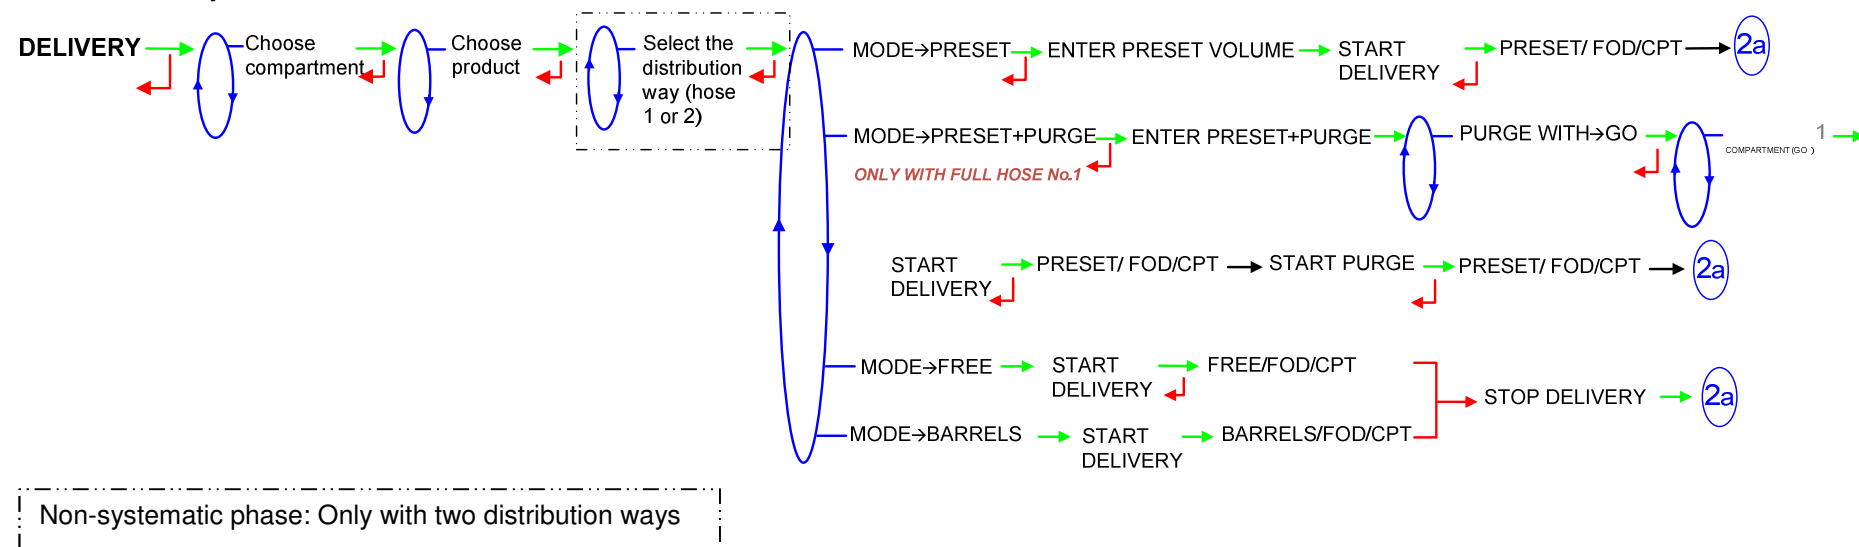 DELIVERY
Choose
compartment
Choose
product
Select the
distribution
way (hose
1 or 2)
MODE→PRESET
ENTER PRESET VOLUME
START
DELIVERY
PRESET/ FOD/CPT
2a
MODE→PRESET+PURGE
ENTER PRESET+PURGE
PURGE WITH→GO
1
COMPARTMENT (GO )
ONLY WITH FULL HOSE No.1
START
DELIVERY
PRESET/ FOD/CPT
START PURGE
PRESET/ FOD/CPT
2a
MODE→FREE
START
DELIVERY
FREE/FOD/CPT
STOP DELIVERY
2a
MODE→BARRELS
START
DELIVERY
BARRELS/FOD/CPT
Non-systematic phase: Only with two distribution ways